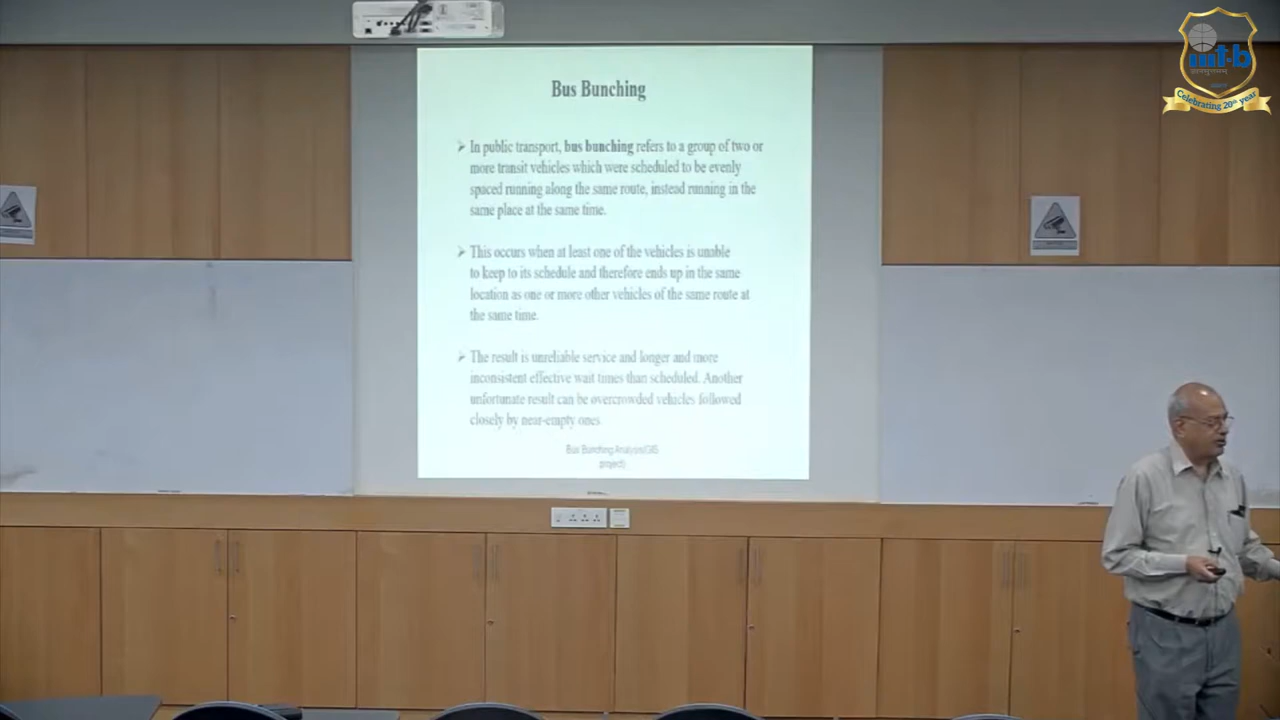 iiit-b
Celebrating 20th year
Bus Bunching
➢ In public transport, bus bunching refers to a group of two or
more transit vehicles which were scheduled to be evenly
spaced running along the same route, instead running in the
same place at the same time.
➢ This occurs when at least one of the vehicles is unable
to keep to its schedule and therefore ends up in the same
location as one or more other vehicles of the same route at
the same time.
➢ The result is unreliable service and longer and more
inconsistent effective wait times than scheduled. Another
unfortunate result can be overcrowded vehicles followed
closely by near-empty ones
Bus Bunching Analysis(GIS
project)